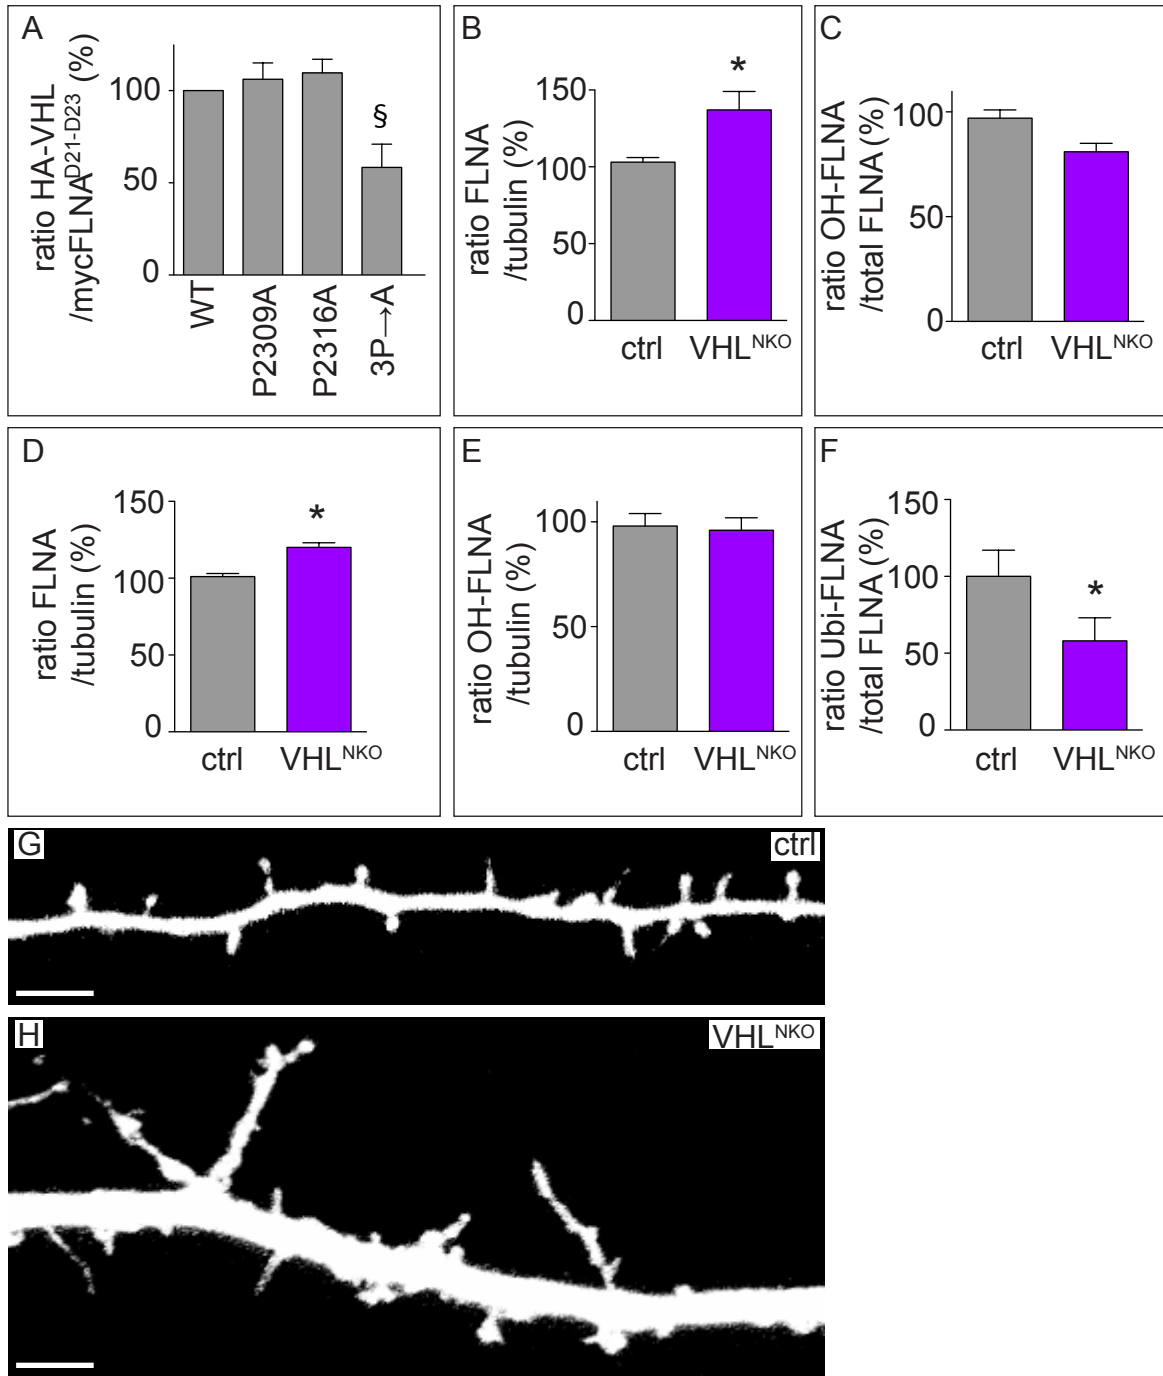 A
ratio HA-VHL
/mycFLNA^D21-D23 (%)
100
50
0
§
WT
P2309A
P2316A
3P→A
B
ratio FLNA
/tubulin (%)
150
100
50
0
*
ctrl
VHL^NKO
C
ratio OH-FLNA
/total FLNA (%)
100
50
0
ctrl
VHL^NKO
D
ratio FLNA
/tubulin (%)
150
100
50
0
*
ctrl
VHL^NKO
E
ratio OH-FLNA
/tubulin (%)
100
50
0
ctrl
VHL^NKO
F
ratio Ubi-FLNA
/total FLNA (%)
150
100
50
0
*
ctrl
VHL^NKO
G
ctrl
H
VHL^NKO